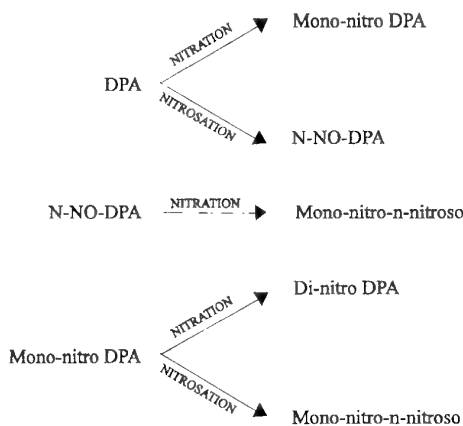 Mono-nitro DPA
NITRATION
DPA
NITROSATION
N-NO-DPA
N-NO-DPA NITRATION Mono-nitro-n-nitroso
Di-nitro DPA
NITRATION
Mono-nitro DPA
NITROSATION
Mono-nitro-n-nitroso